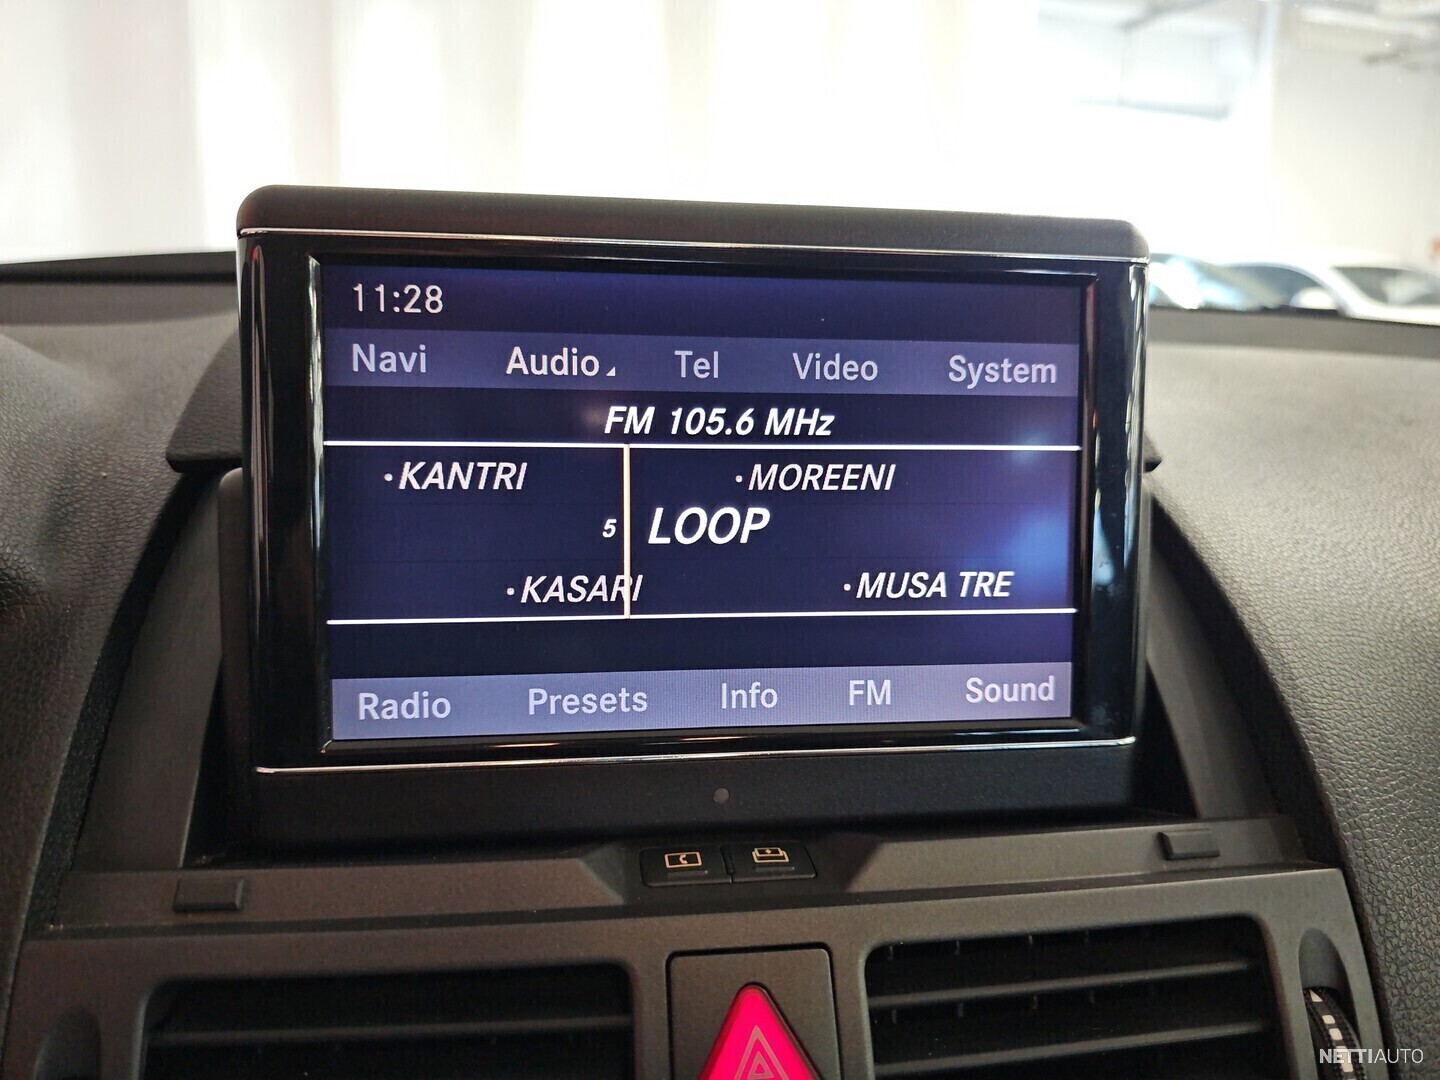 11:28
Navi Audio Tel Video System
FM 105.6 MHz
·KANTRI ·MOREENI
5 LOOP
·KASARI ·MUSA TRE
Radio Presets Info FM Sound
NETTIAUTO